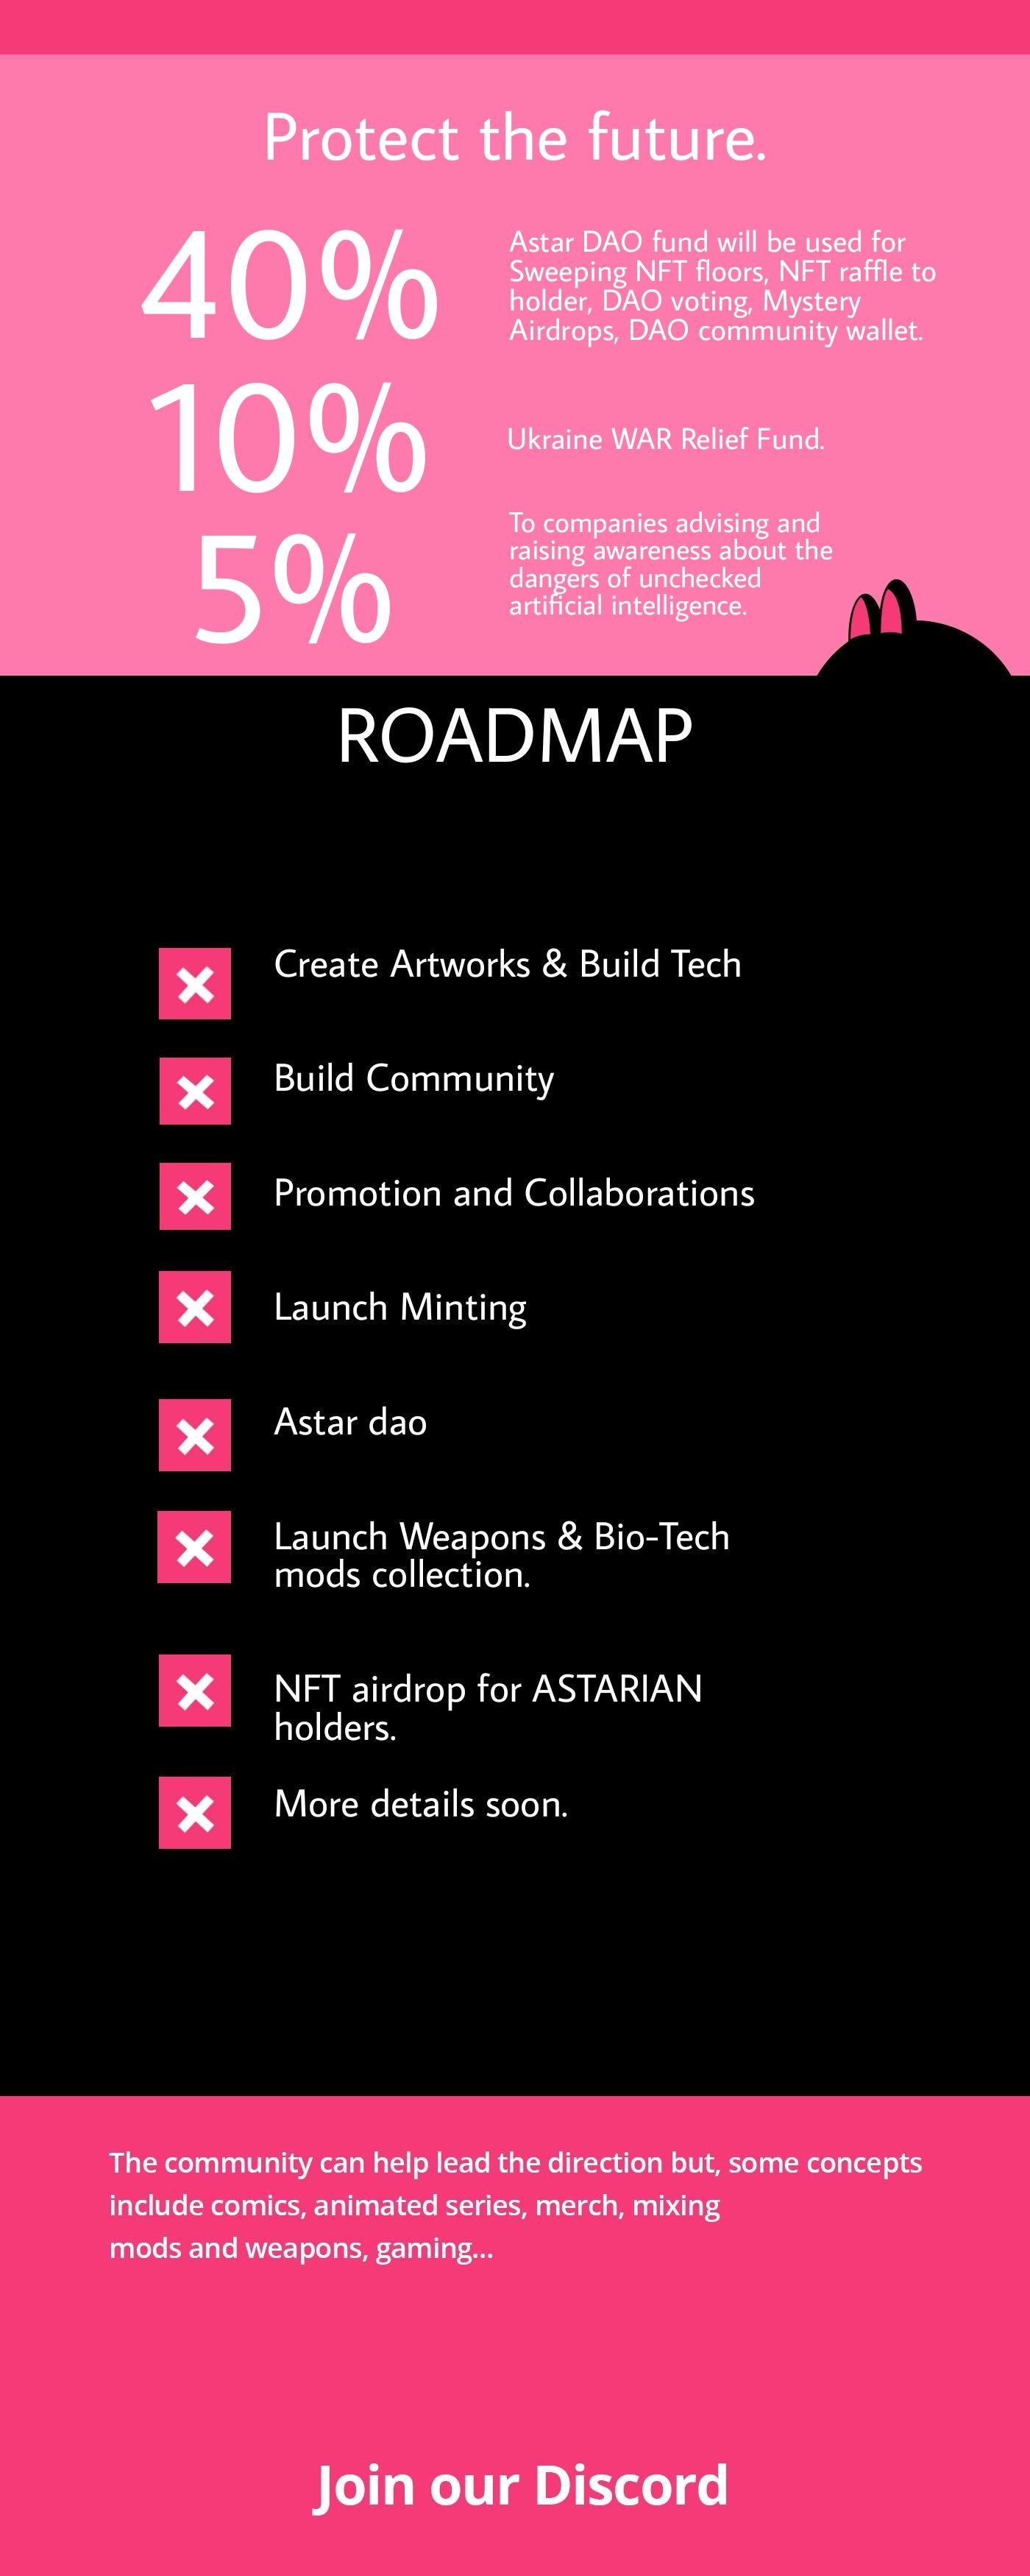 Protect the future.
40%
Astar DAO fund will be used for
Sweeping NFT floors, NFT raffle to
holder, DAO voting, Mystery
Airdrops, DAO community wallet.
10%
Ukraine WAR Relief Fund.
5%
To companies advising and
raising awareness about the
dangers of unchecked
artificial intelligence.
ROADMAP
Create Artworks & Build Tech
Build Community
Promotion and Collaborations
Launch Minting
Astar dao
Launch Weapons & Bio-Tech
mods collection.
NFT airdrop for ASTARIAN
holders.
More details soon.
The community can help lead the direction but, some concepts
include comics, animated series, merch, mixing
mods and weapons, gaming...
Join our Discord